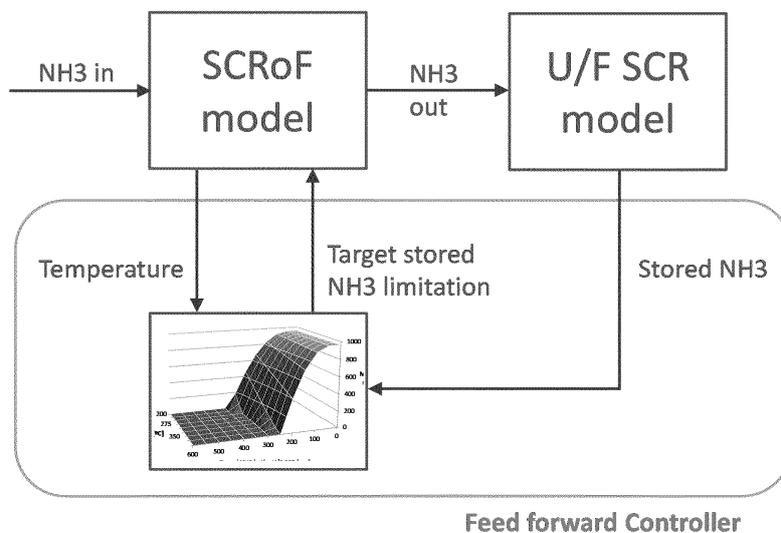 NH3 in
SCRoF
model
NH3
out
U/F SCR
model
Temperature
Target stored
NH3 limitation
Stored NH3
1000
800
600
400
200
0
200
275
350
600
500
400
300
200
100
0
Feed forward Controller